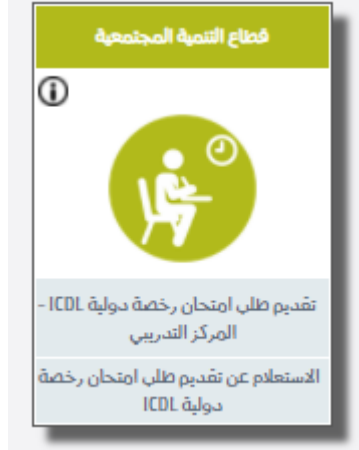 قطاع التنمية المجتمعية
تقديم طلب امتحان رخصة دولية ICDL -
المركز التدريبي
الاستعلام عن تقديم طلب امتحان رخصة
دولية ICDL